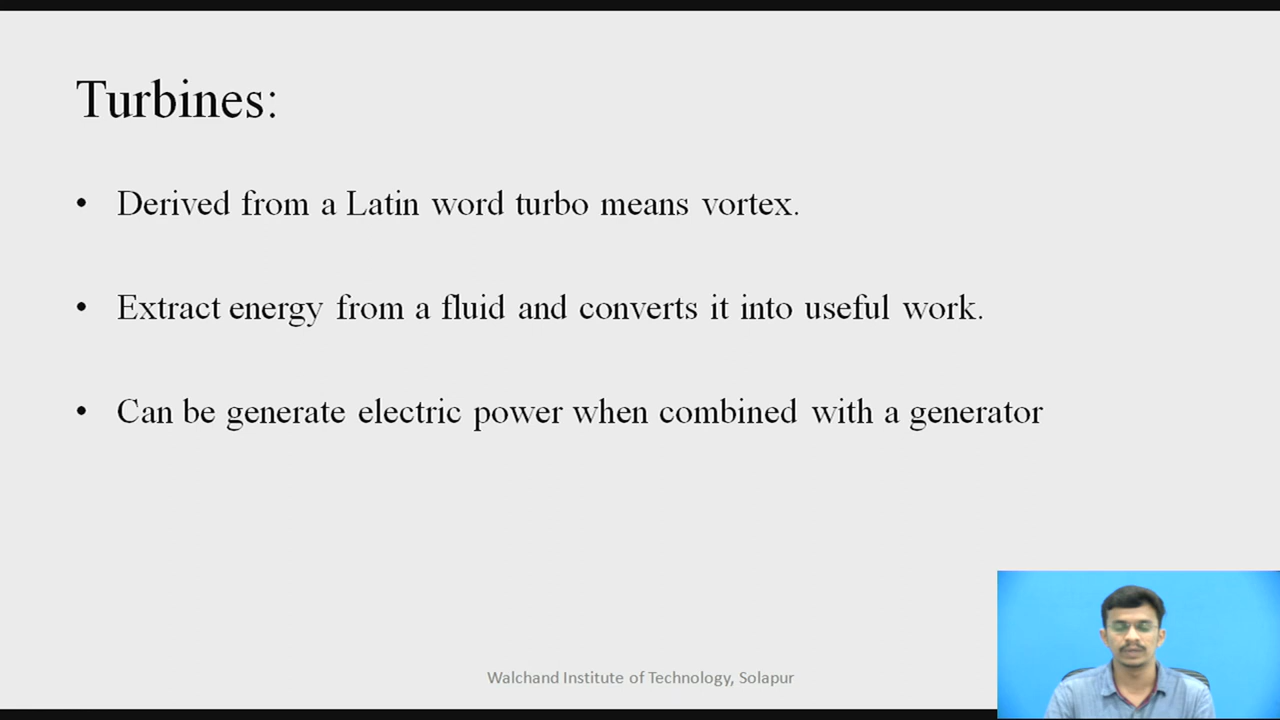 Turbines:
• Derived from a Latin word turbo means vortex.
• Extract energy from a fluid and converts it into useful work.
• Can be generate electric power when combined with a generator
Walchand Institute of Technology, Solapur